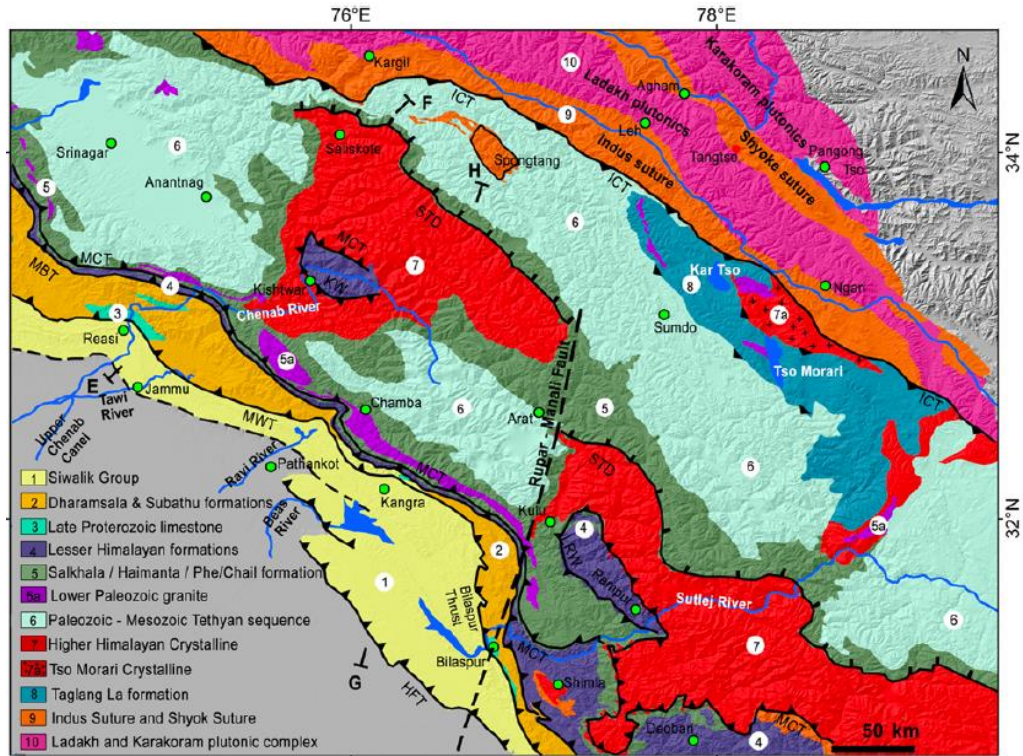 76°E
78°E
N
Kargil
10
Agham
Karakoram plutonics
Ladakh plutonics
F
ICT
9
Leh
Srinagar
6
Saliskote
Spongtang
Indus suture
Tangtse
Shyoke suture
Pangong
Tso
34°N
Anantnag
H
ICT
5
MBT
MCT
4
STD
MCT
6
7
KW
Kishtwar
Kar Tso
8
Ngari
Chenab River
3
Sumdo
7a
Reasi
5a
Tso Morari
E
Jammu
Tawi
River
Chamba
6
Arat
Rupar - Manali Fault
5
ICT
Upper
Chenab
Canal
MWT
MCT
STD
6
Ravi River
Pathankot
Kangra
Beas
River
Kulu
4
5a
32°N
2
RW
Rampur
1
Sutlej River
6
Bilaspur
Thrust
7
Bilaspur
MCT
Shimla
G
HFT
Deoban
MCT
4
50 km
1 Siwalik Group
2 Dharamsala & Subathu formations
3 Late Proterozoic limestone
4 Lesser Himalayan formations
5 Salkhala / Haimanta / Phe/Chail formation
5a Lower Paleozoic granite
6 Paleozoic - Mesozoic Tethyan sequence
7 Higher Himalayan Crystalline
7a Tso Morari Crystalline
8 Taglang La formation
9 Indus Suture and Shyok Suture
10 Ladakh and Karakoram plutonic complex